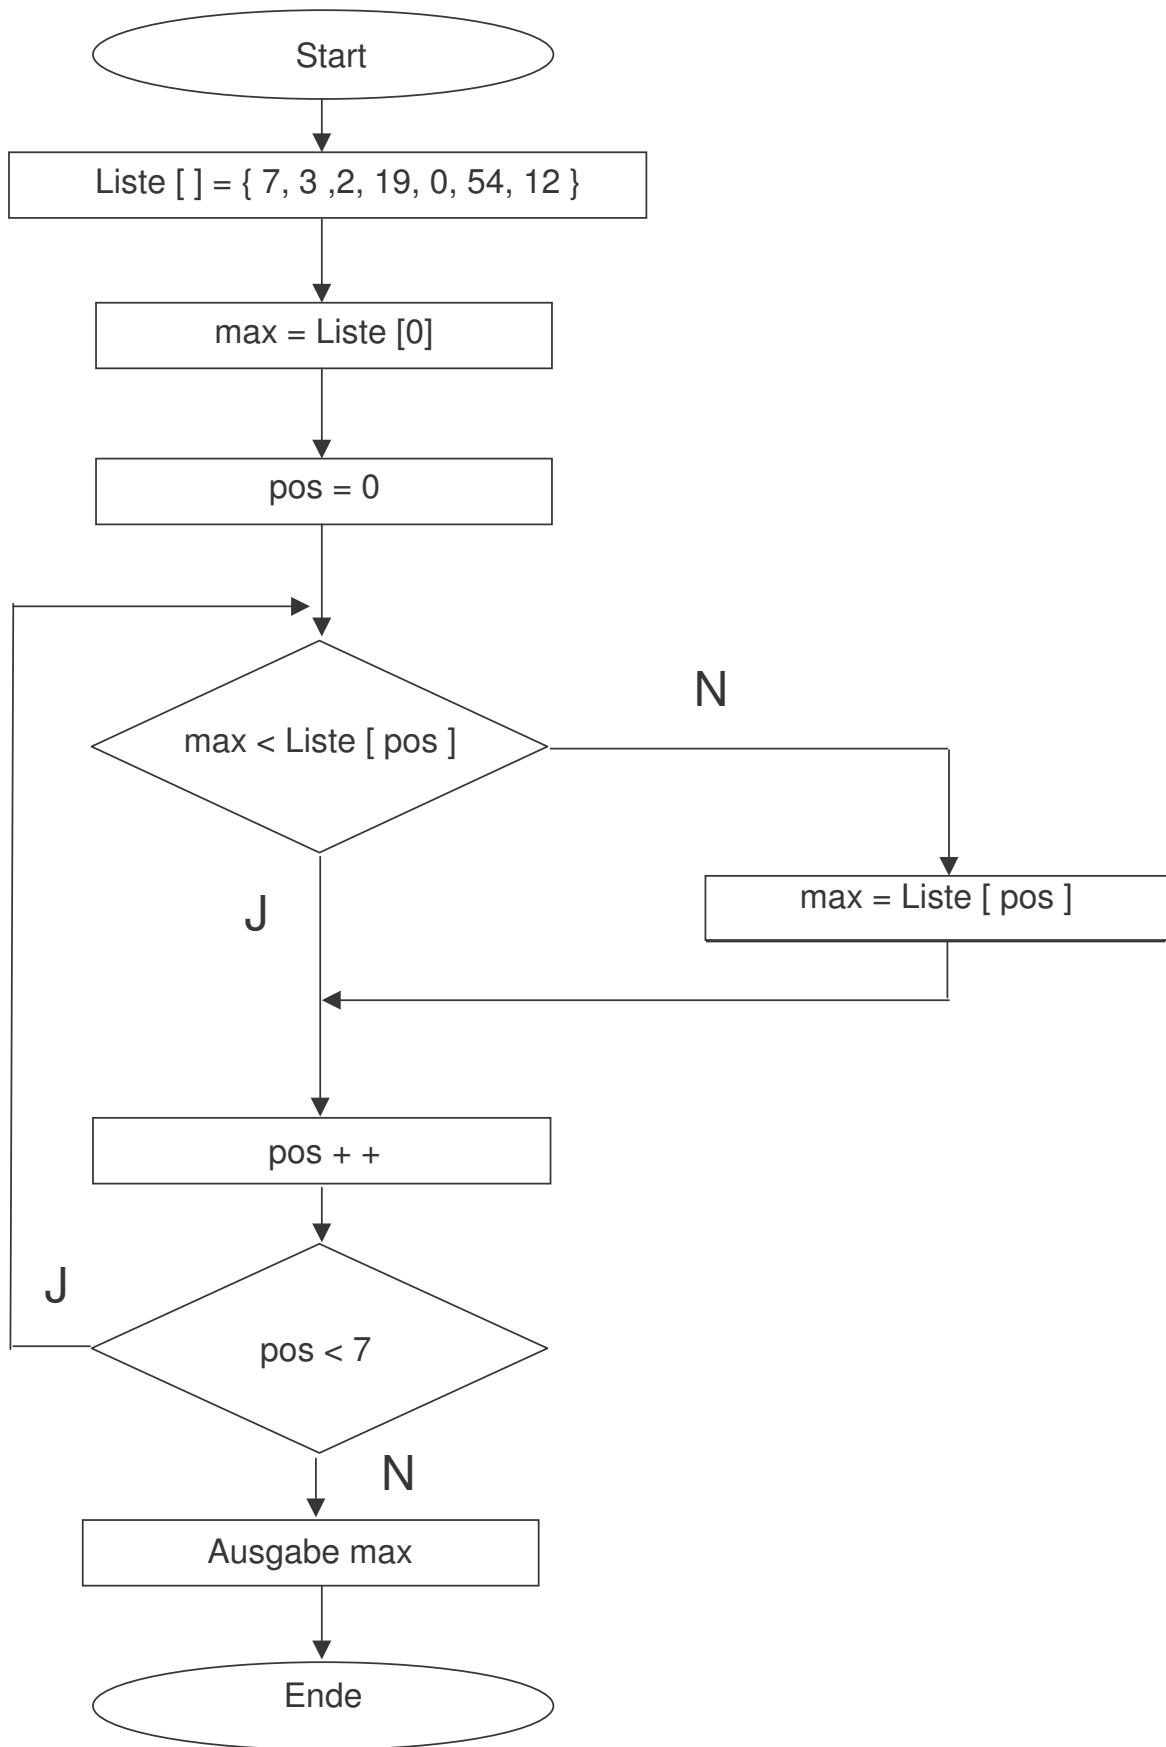 Start
Liste [ ] = { 7, 3 ,2, 19, 0, 54, 12 }
max = Liste [0]
pos = 0
N
max < Liste [ pos ]
J
max = Liste [ pos ]
pos + +
J
pos < 7
N
Ausgabe max
Ende